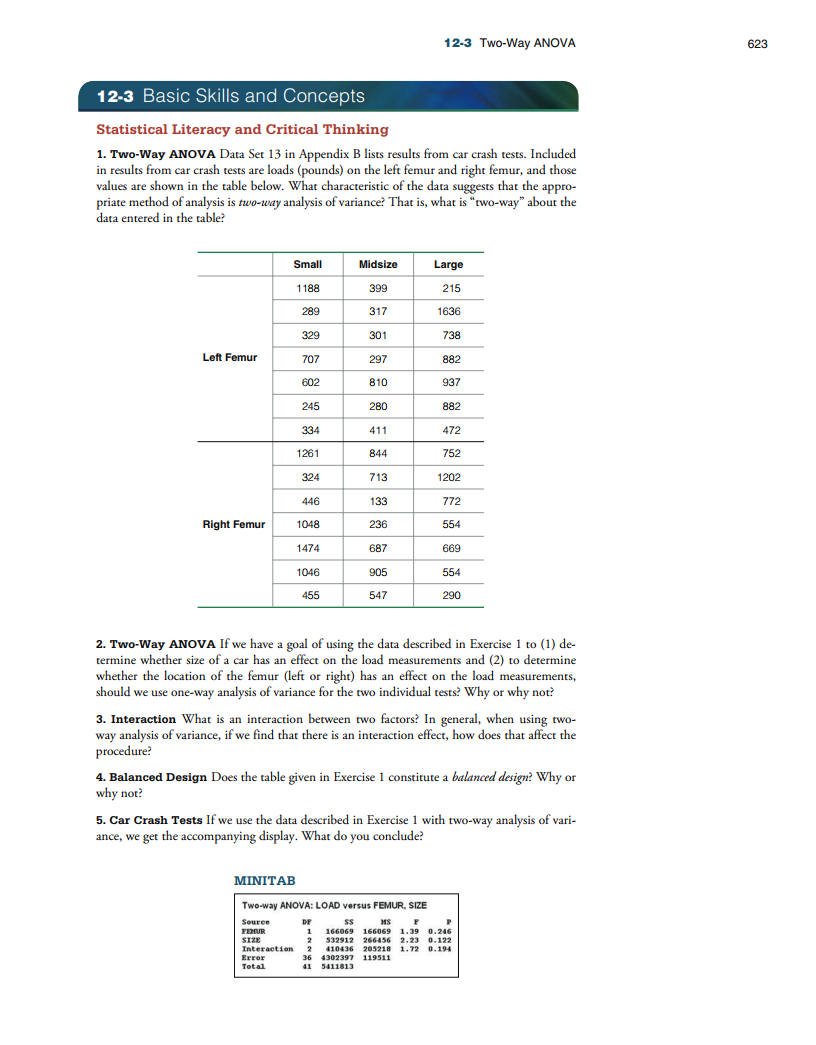 12-3 Two-Way ANOVA 623
12-3 Basic Skills and Concepts
Statistical Literacy and Critical Thinking
1. Two-Way ANOVA Data Set 13 in Appendix B lists results from car crash tests. Included
in results from car crash tests are loads (pounds) on the left femur and right femur, and those
values are shown in the table below. What characteristic of the data suggests that the appro-
priate method of analysis is two-way analysis of variance? That is, what is “two-way” about the
data entered in the table?
Small Midsize Large
1188 399 215
289 317 1636
329 301 738
Left Femur 707 297 882
602 810 937
245 280 882
334 411 472
1261 844 752
324 713 1202
446 133 772
Right Femur 1048 236 554
1474 687 669
1046 905 554
455 547 290
2. Two-Way ANOVA If we have a goal of using the data described in Exercise 1 to (1) de-
termine whether size of a car has an effect on the load measurements and (2) to determine
whether the location of the femur (left or right) has an effect on the load measurements,
should we use one-way analysis of variance for the two individual tests? Why or why not?
3. Interaction What is an interaction between two factors? In general, when using two-
way analysis of variance, if we find that there is an interaction effect, how does that affect the
procedure?
4. Balanced Design Does the table given in Exercise 1 constitute a balanced design? Why or
why not?
5. Car Crash Tests If we use the data described in Exercise 1 with two-way analysis of vari-
ance, we get the accompanying display. What do you conclude?
MINITAB
Two-way ANOVA: LOAD versus FEMUR, SIZE
Source DF SS MS F P
FEMUR 1 166069 166069 1.39 0.246
SIZE 2 532912 266456 2.23 0.122
Interaction 2 410436 205218 1.72 0.194
Error 36 4302397 119511
Total 41 5411813